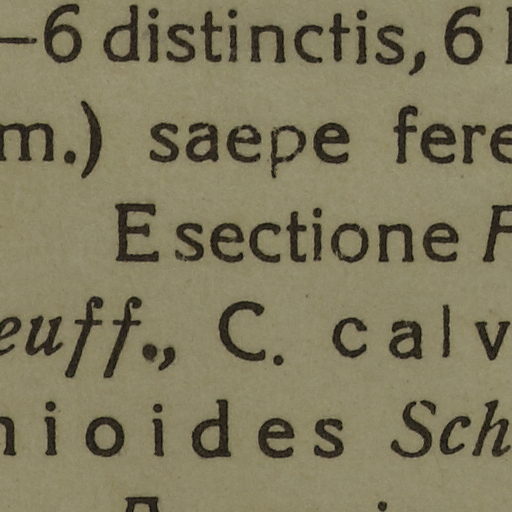 –6 distinctis, 6
m.) saepe fere
E sectione F
euff., C. calv
nioides Sch